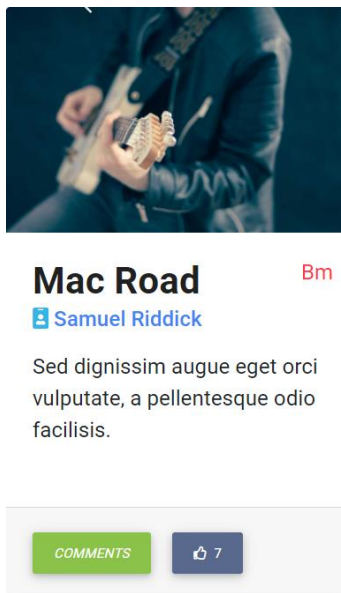 Mac Road
Bm
Samuel Riddick
Sed dignissim augue eget orci
vulputate, a pellentesque odio
facilisis.
COMMENTS
7